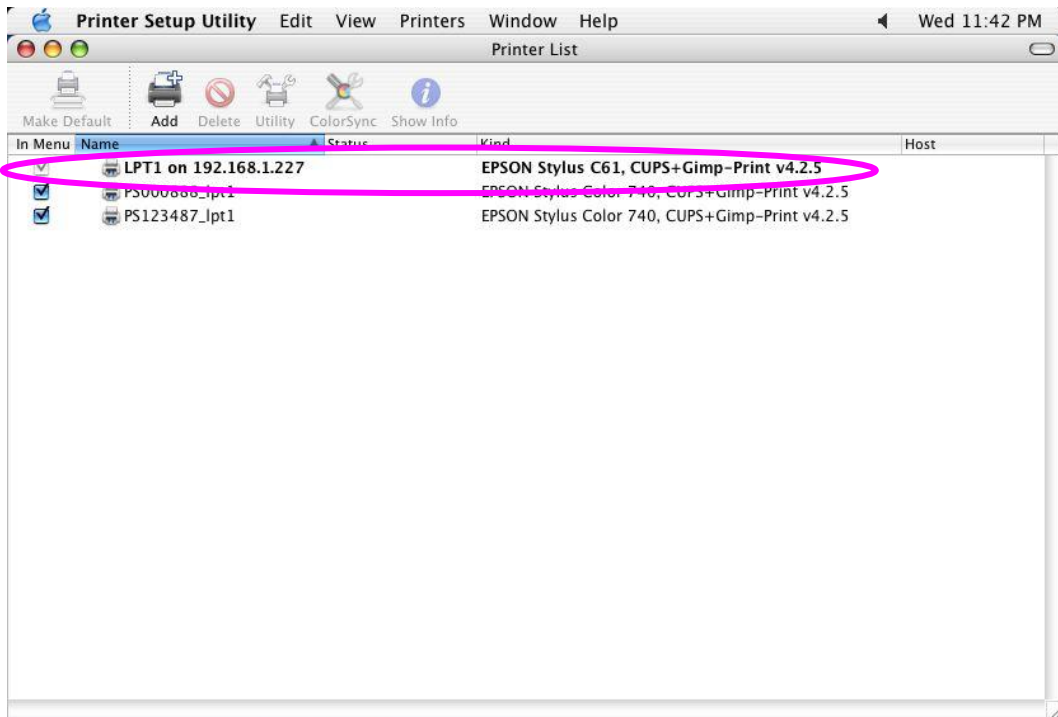 Printer Setup Utility Edit View Printers Window Help Wed 11:42 PM
Printer List
Make Default Add Delete Utility ColorSync Show Info
In Menu Name Status Kind Host
LPT1 on 192.168.1.227 EPSON Stylus C61, CUPS+Gimp-Print v4.2.5
PS000888_lpt1 EPSON Stylus Color 740, CUPS+Gimp-Print v4.2.5
PS123487_lpt1 EPSON Stylus Color 740, CUPS+Gimp-Print v4.2.5